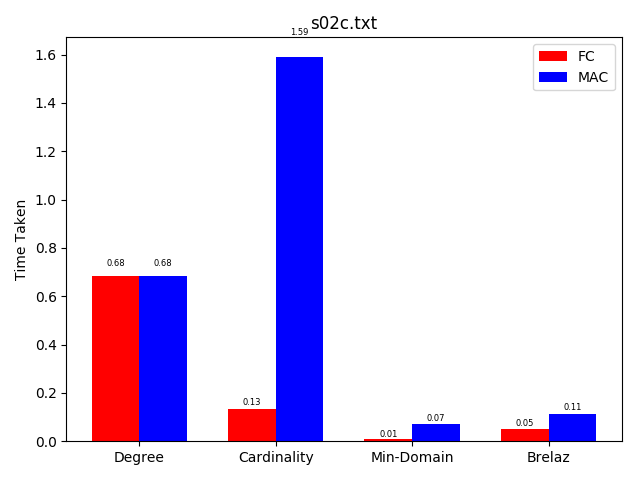 s02c.txt
1.59
FC
MAC
1.6
1.4
1.2
1.0
0.8
0.6
0.4
0.2
0.0
Time Taken
0.68
0.68
0.13
0.01
0.07
0.05
0.11
Degree
Cardinality
Min-Domain
Brelaz